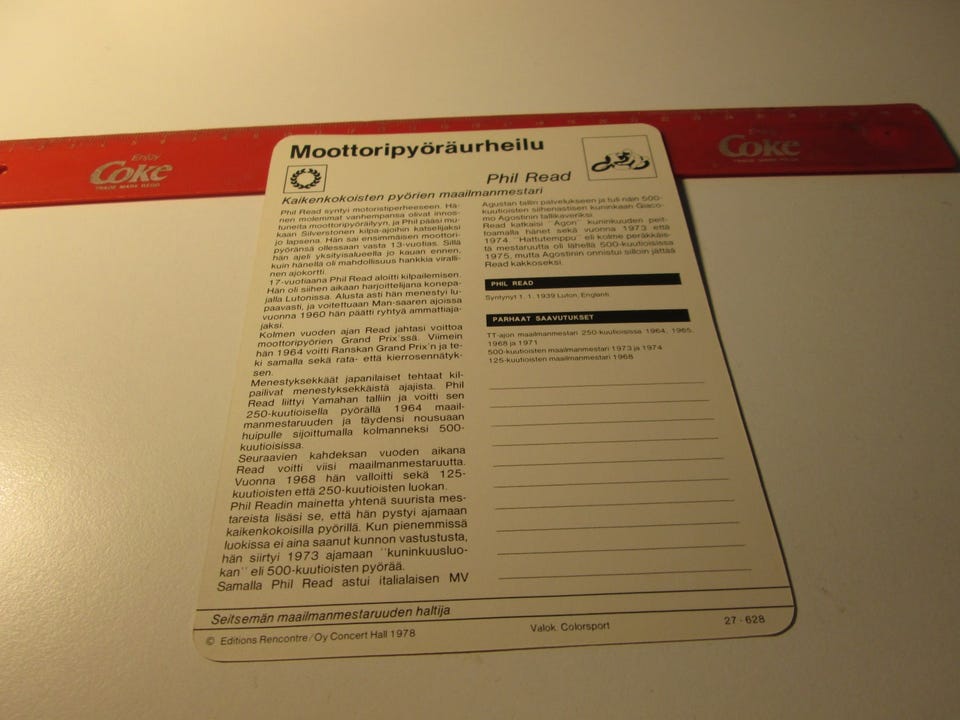 Enjoy
Coke
TRADE MARK REGD
Enjoy
Coke
TRADE MARK REGD
Moottoripyöräurheilu
Phil Read
Kaikenkokoisten pyörien maailmanmestari
Phil Read syntyi motoristiperheeseen. Hä-
nen molemmat vanhempansa olivat innos-
tuneita moottoripyöräilyyn, ja Phil pääsi mu-
kaan Silverstonen kilpa-ajoihin katselijaksi
jo lapsena. Hän sai ensimmäisen moottori-
pyöränsä ollessaan vasta 13-vuotias. Sillä
hän ajeli yksityisalueella jo kauan ennen,
kuin hänellä oli mahdollisuus hankkia viralli-
nen ajokortti.
17-vuotiaana Phil Read aloitti kilpailemisen.
Hän oli siihen aikaan harjoittelijana konepa-
jalla Lutonissa. Alusta asti hän menestyi lu-
paavasti, ja voitettuaan Man-saaren ajoissa
vuonna 1960 hän päätti ryhtyä ammattiaja-
jaksi.
Kolmen vuoden ajan Read jahtasi voittoa
moottoripyörien Grand Prix'ssä. Viimein
hän 1964 voitti Ranskan Grand Prix'n ja te-
ki samalla sekä rata- että kierrosennätyk-
sen.
Menestyksekkäät japanilaiset tehtaat kil-
pailivat menestyksekkäistä ajajista. Phil
Read liittyi Yamahan talliin ja voitti sen
250-kuutioisella pyörällä 1964 maail-
manmestaruuden ja täydensi nousuaan
huipulle sijoittumalla kolmanneksi 500-
kuutioisissa.
Seuraavien kahdeksan vuoden aikana
Read voitti viisi maailmanmestaruutta.
Vuonna 1968 hän valloitti sekä 125-
kuutioisten että 250-kuutioisten luokan.
Phil Readin mainetta yhtenä suurista mes-
tareista lisäsi se, että hän pystyi ajamaan
kaikenkokoisilla pyörillä. Kun pienemmissä
luokissa ei aina saanut kunnon vastustusta,
hän siirtyi 1973 ajamaan "kuninkuusluo-
kan" eli 500-kuutioisten pyörää.
Samalla Phil Read astui italialaisen MV
Agustan tallin palvelukseen ja tuli näin 500-
kuutioisten siihenastisen kuninkaan Giaco-
mo Agostinin tallikaveriksi.
Read katkaisi "Agon" kuninkuuden peit-
toamalla hänet sekä vuonna 1973 että
1974. "Hattutemppu" eli kolme peräkkäis-
tä mestaruutta oli lähellä 500-kuutioisissa
1975, mutta Agostinin onnistui silloin jättää
Read kakkoseksi.
PHIL READ
Syntynyt 1. 1. 1939 Luton, Englanti.
PARHAAT SAAVUTUKSET
TT-ajon maailmanmestari 250-kuutioisissa 1964, 1965,
1968 ja 1971
500-kuutioisten maailmanmestari 1973 ja 1974
125-kuutioisten maailmanmestari 1968
Seitsemän maailmanmestaruuden haltija
© Editions Rencontre/Oy Concert Hall 1978
Valok. Colorsport
27 - 628